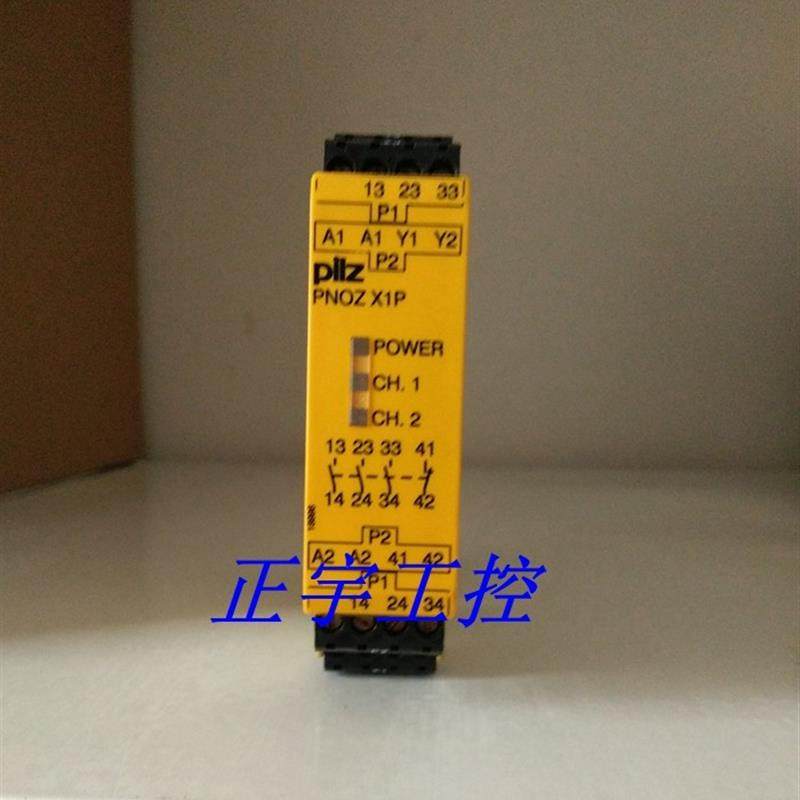 13 23 33
P1
A1 A1 Y1 Y2
P2
pilz
PNOZ X1P
POWER
CH. 1
CH. 2
13 23 33 41
14 24 34 42
P2
A2 A2 41 42
正宇工控
P1
14 24 34